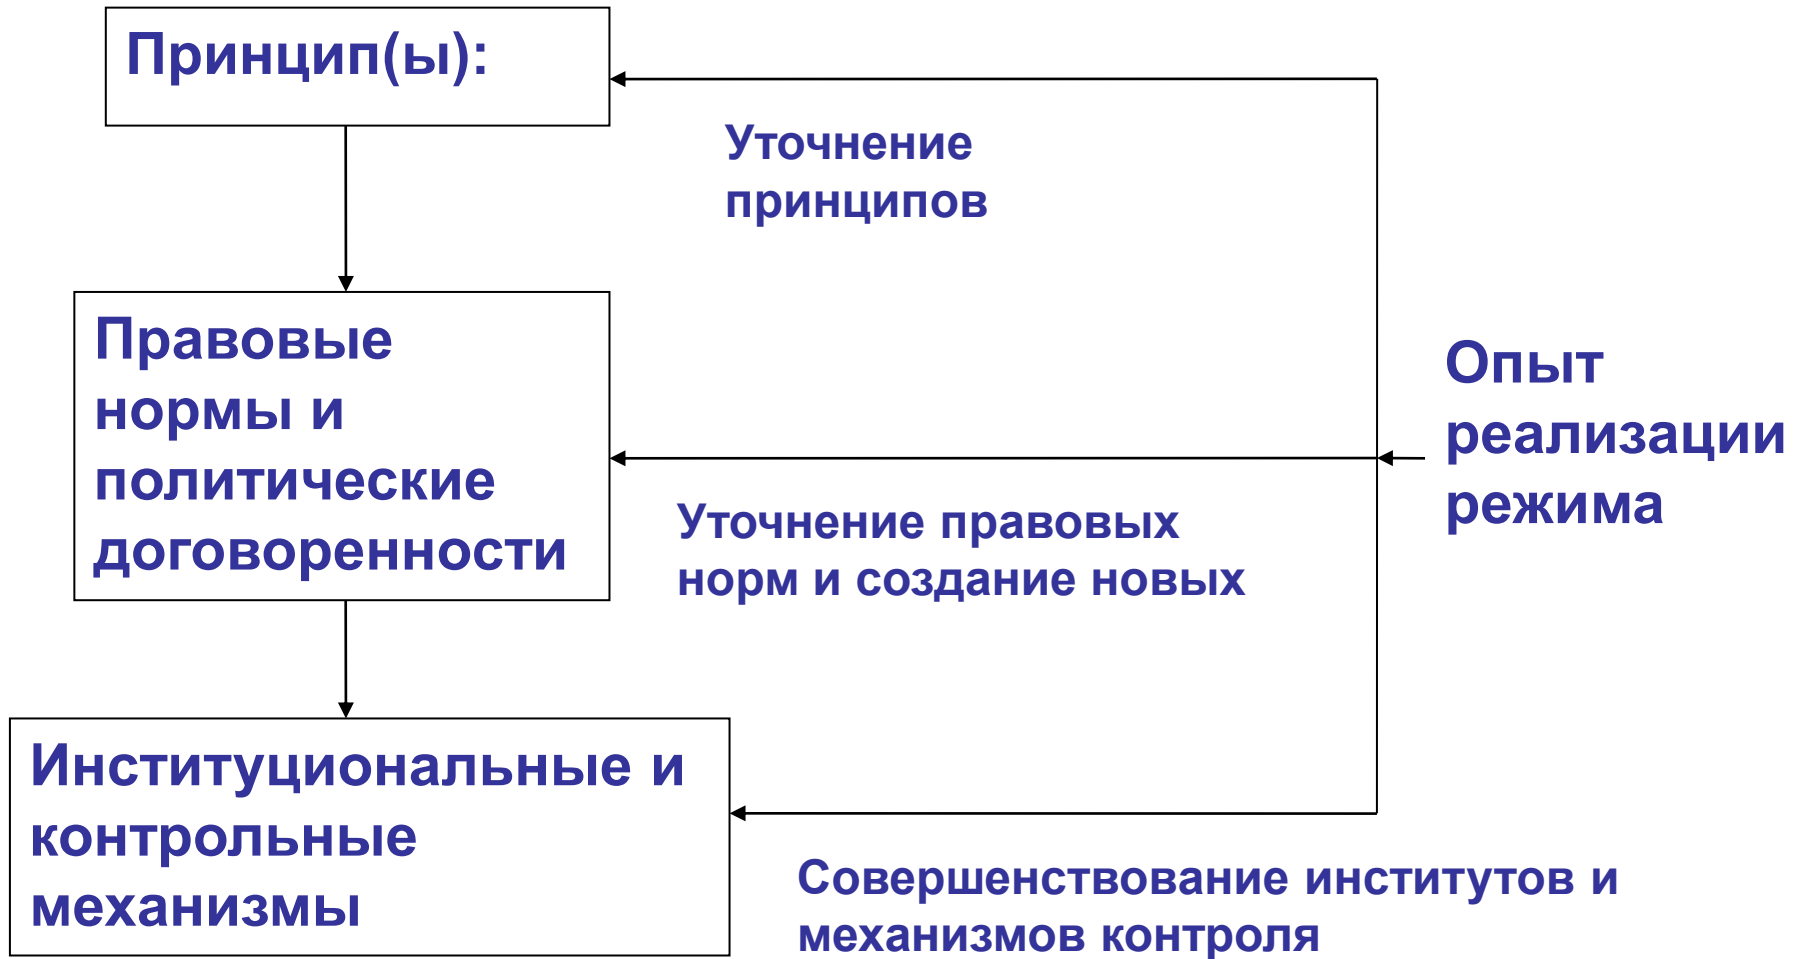 Принцип(ы):
Уточнение
принципов
Правовые
нормы и
политические
договоренности
Опыт
реализации
режима
Уточнение правовых
норм и создание новых
Институциональные и
контрольные
механизмы
Совершенствование институтов и
механизмов контроля